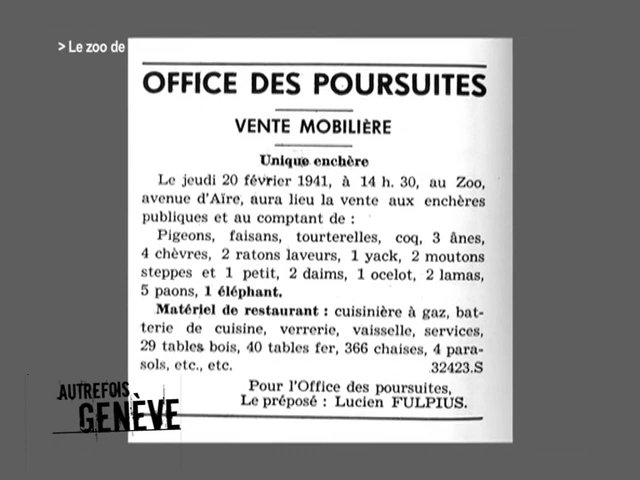 > Le zoo de
OFFICE DES POURSUITES
VENTE MOBILIÈRE
Unique enchère
Le jeudi 20 février 1941, à 14 h. 30, au Zoo,
avenue d'Aïre, aura lieu la vente aux enchères
publiques et au comptant de :
Pigeons, faisans, tourterelles, coq, 3 ânes,
4 chèvres, 2 ratons laveurs, 1 yack, 2 moutons
steppes et 1 petit, 2 daims, 1 ocelot, 2 lamas,
5 paons, 1 éléphant.
Matériel de restaurant : cuisinière à gaz, bat-
terie de cuisine, verrerie, vaisselle, services,
29 tables bois, 40 tables fer, 366 chaises, 4 para-
sols, etc., etc. 32423.S
Pour l'Office des poursuites,
Le préposé : Lucien FULPIUS.
AUTREFOIS
GENÈVE